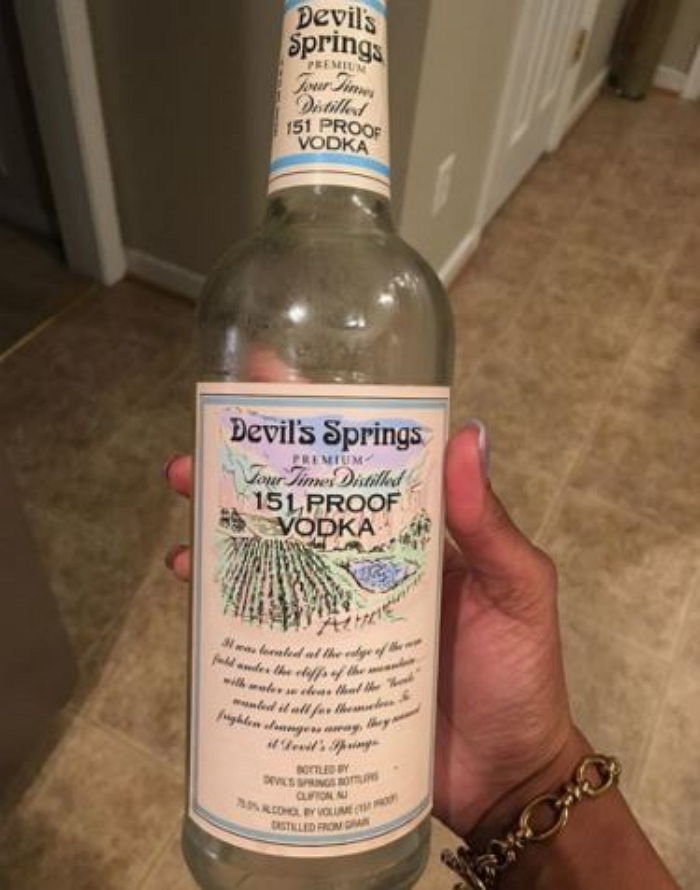 Devil's
Springs
PREMIUM
Four Times
Distilled
151 PROOF
VODKA
Devil's Springs
PREMIUM
Four Times Distilled
151 PROOF
VODKA
It was located at the edge of the corn
field under the cliffs of the mountain
with water so clear that the "locals"
wanted it all for themselves. To
frighten strangers away, they named
it Devil's Springs.
BOTTLED BY
DEVIL'S SPRINGS BOTTLERS
CLIFTON, NJ
75.5% ALCOHOL BY VOLUME (151 PROOF)
DISTILLED FROM GRAIN